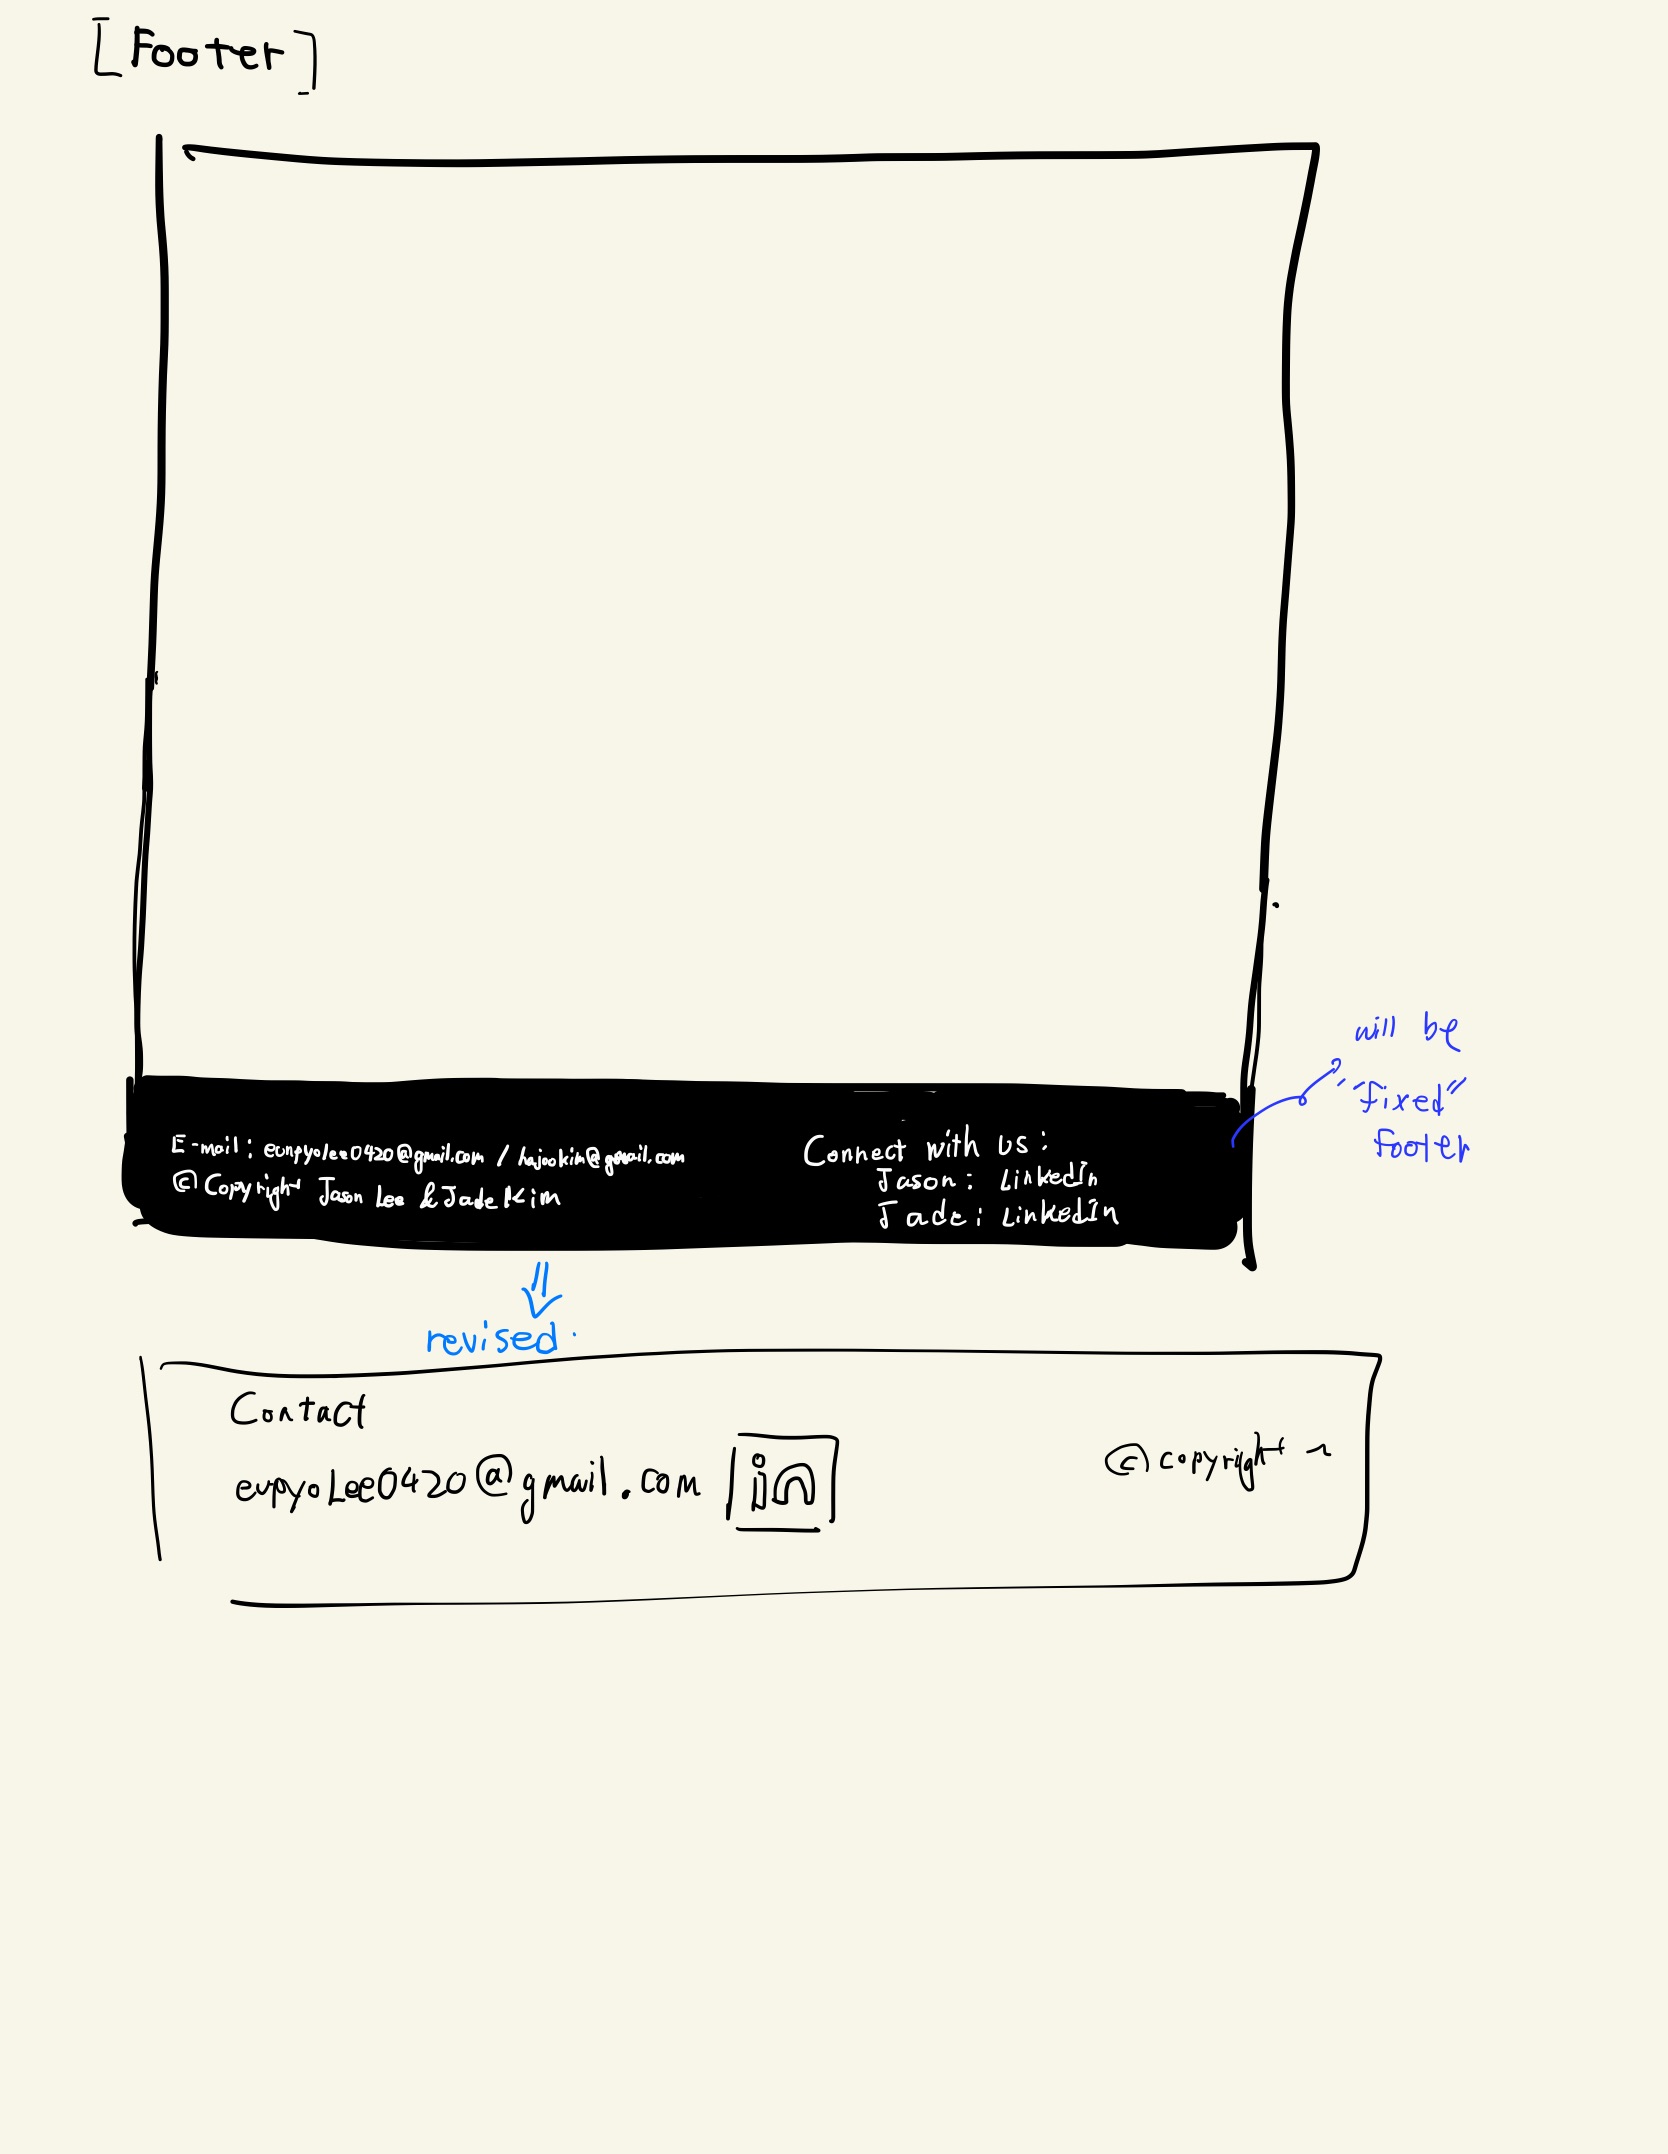 [Footer]
will be
"fixed"
footer
E-mail: eunpyolee0420@gmail.com / hajookim@gmail.com
© Copyright Jason Lee & Jade Kim
Connect with us:
Jason: LinkedIn
Jade: LinkedIn
revised.
Contact
eupyoLee0420@gmail.com in
© copyright ~